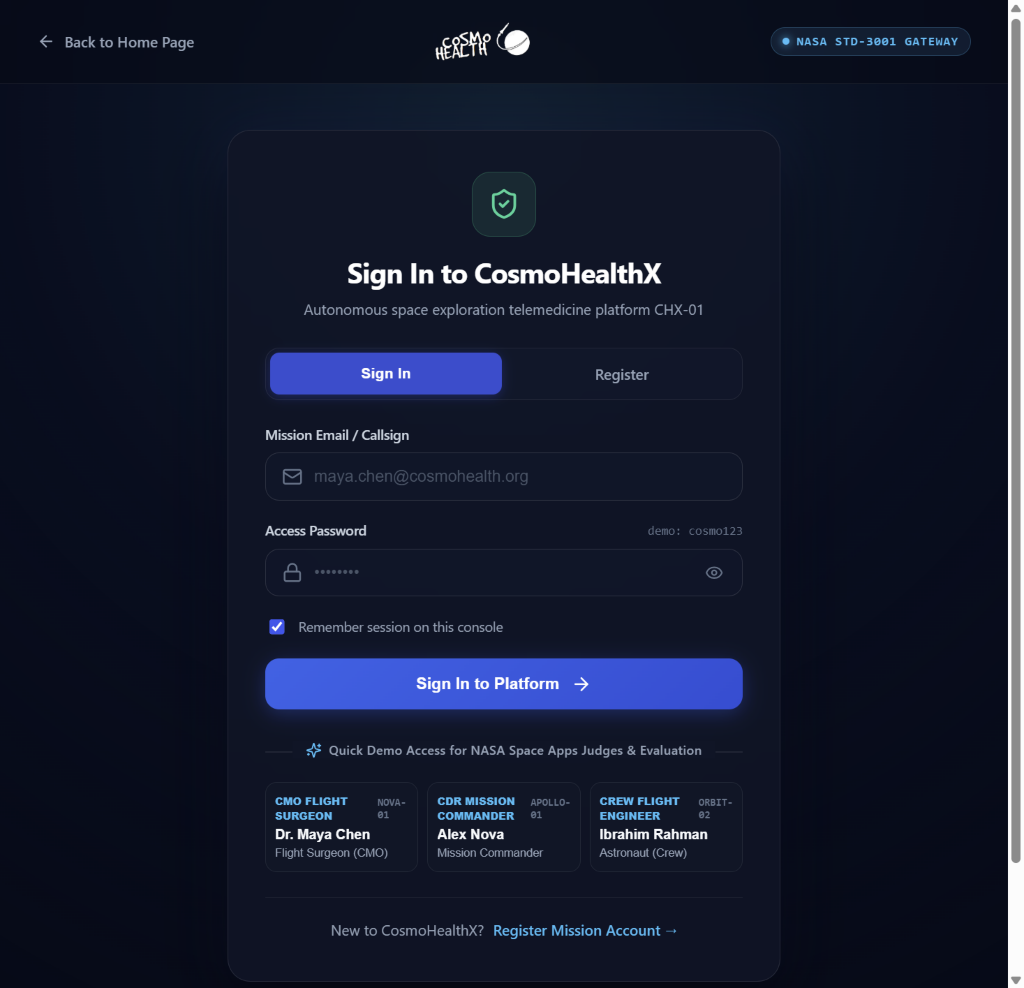 Back to Home Page
COSMO
HEALTH
NASA STD-3001 GATEWAY
Sign In to CosmoHealthX
Autonomous space exploration telemedicine platform CHX-01
Sign In
Register
Mission Email / Callsign
maya.chen@cosmohealth.org
Access Password
demo: cosmo123
Remember session on this console
Sign In to Platform →
Quick Demo Access for NASA Space Apps Judges & Evaluation
CMO FLIGHT
SURGEON
NOVA-
01
Dr. Maya Chen
Flight Surgeon (CMO)
CDR MISSION
COMMANDER
APOLLO-
01
Alex Nova
Mission Commander
CREW FLIGHT
ENGINEER
ORBIT-
02
Ibrahim Rahman
Astronaut (Crew)
New to CosmoHealthX? Register Mission Account →